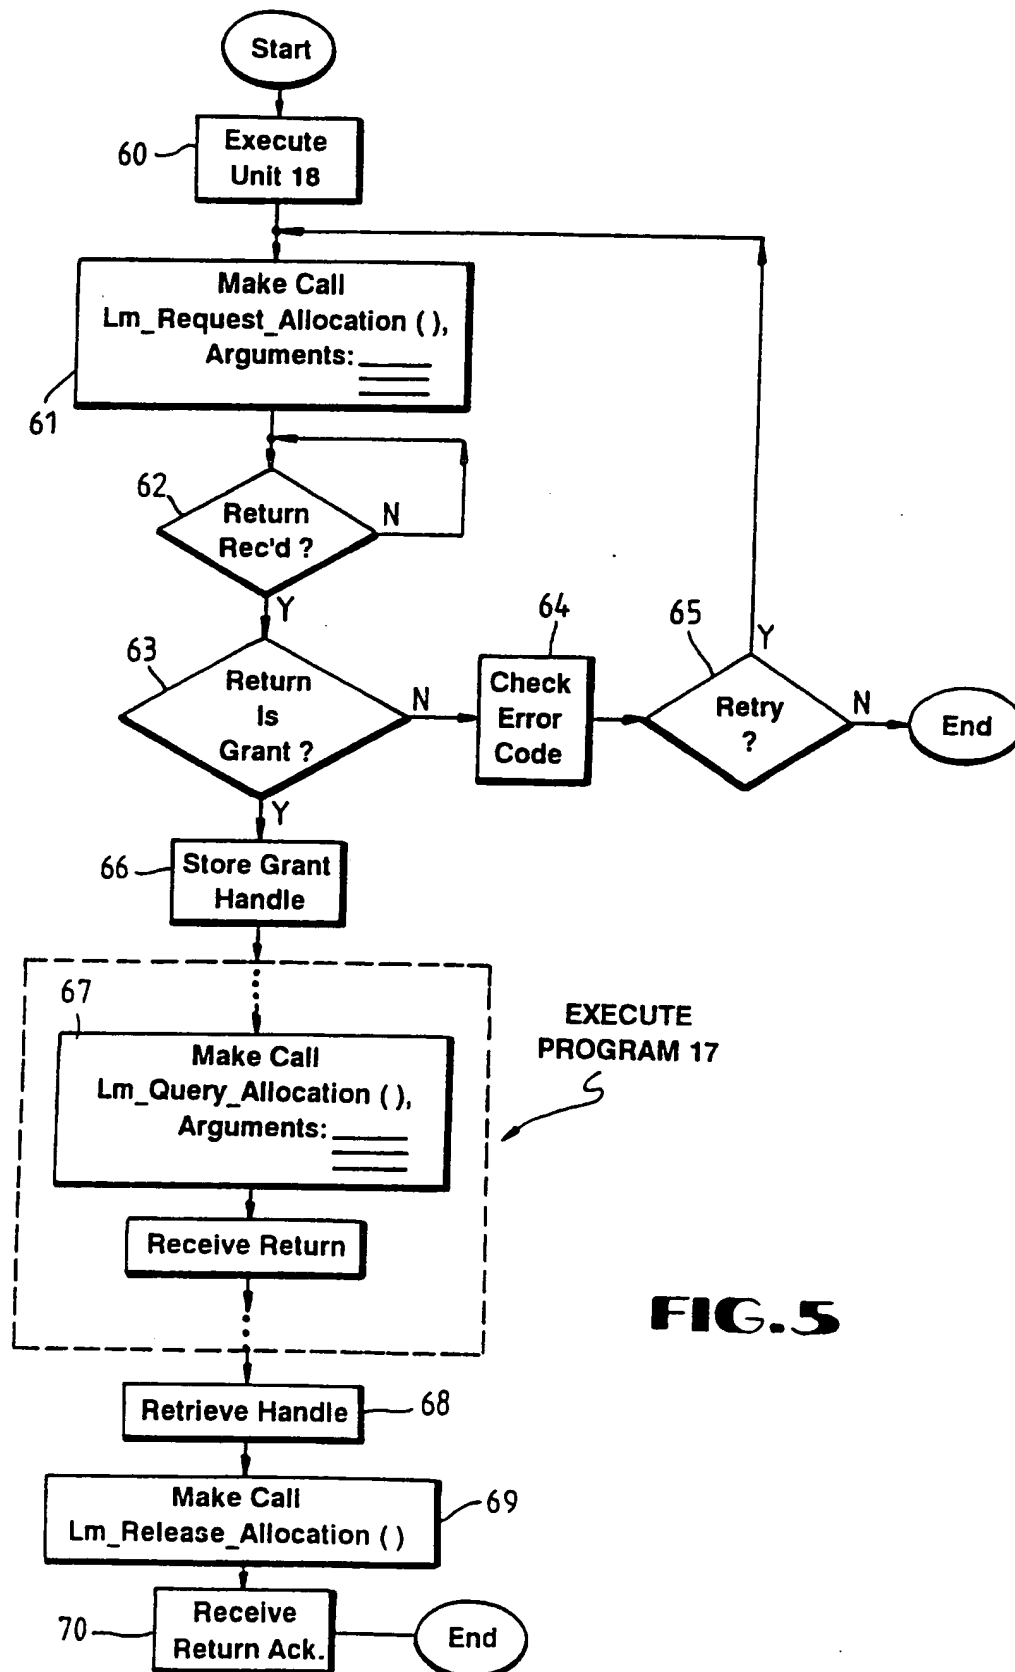 Start
60
Execute
Unit 18
Make Call
Lm_Request_Allocation ( ),
Arguments:
61
62
Return
Rec'd ?
N
Y
63
Return
Is
Grant ?
N
Y
64
Check
Error
Code
65
Retry
?
Y
N
End
66
Store Grant
Handle
67
Make Call
Lm_Query_Allocation ( ),
Arguments:
Receive Return
EXECUTE
PROGRAM 17
FIG.5
Retrieve Handle
68
Make Call
Lm_Release_Allocation ( )
69
70
Receive
Return Ack.
End